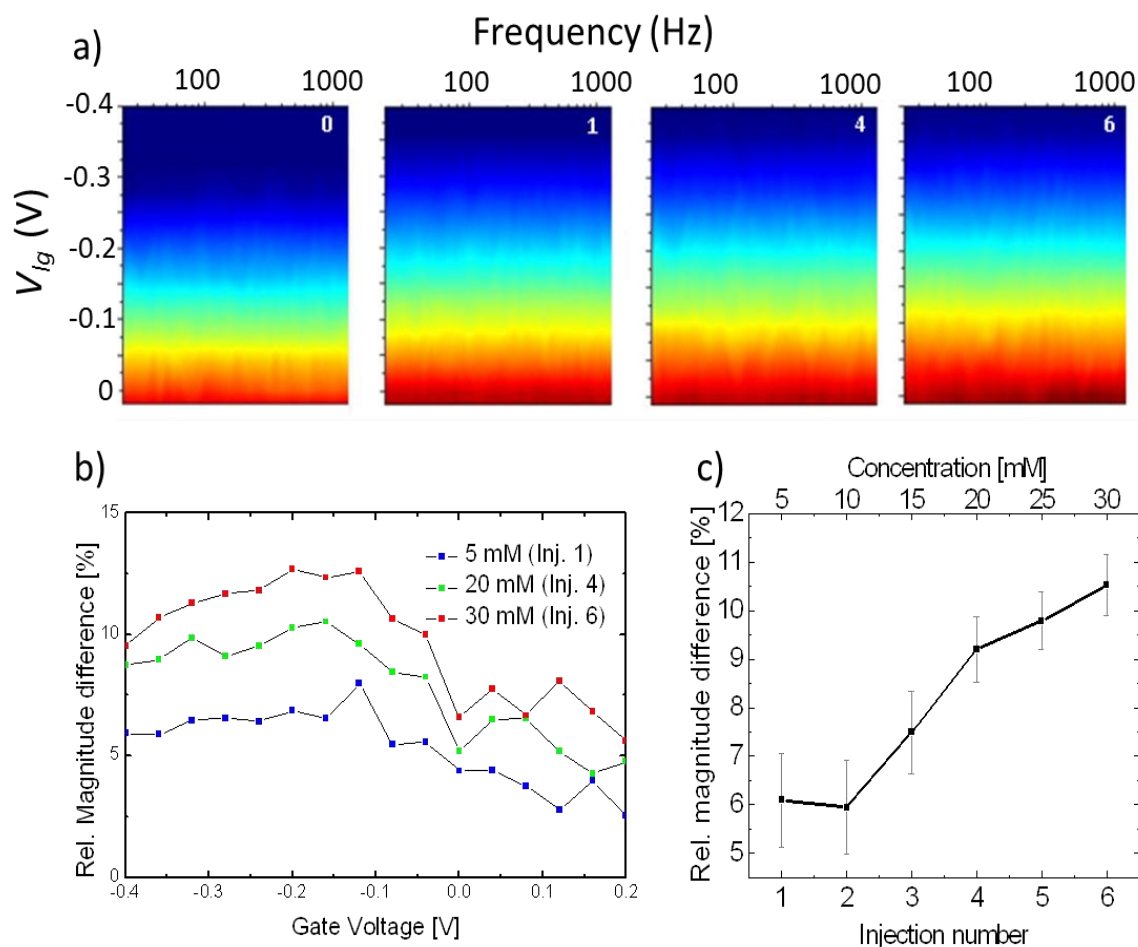 a)
Frequency (Hz)
100 1000 100 1000 100 1000 100 1000
V_lg (V)
-0.4
-0.3
-0.2
-0.1
0
0 1 4 6
b)
Rel. Magnitude difference [%]
15
10
5
0
5 mM (Inj. 1)
20 mM (Inj. 4)
30 mM (Inj. 6)
-0.4 -0.3 -0.2 -0.1 0.0 0.1 0.2
Gate Voltage [V]
c)
Concentration [mM]
5 10 15 20 25 30
Rel. magnitude difference [%]
12
11
10
9
8
7
6
5
1 2 3 4 5 6
Injection number